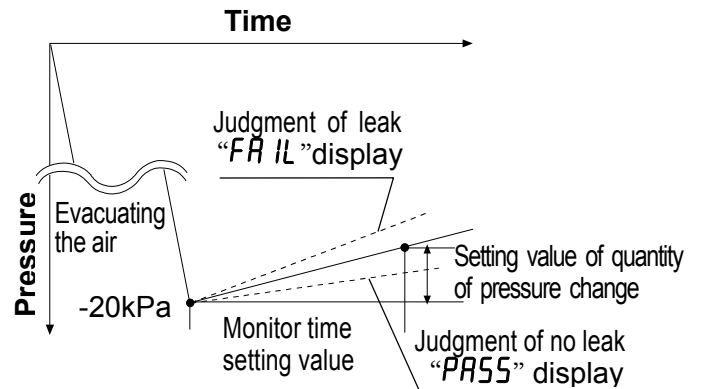 Time
Judgment of leak
“FAIL” display
Pressure
Evacuating
the air
-20kPa
Setting value of quantity
of pressure change
Monitor time
setting value
Judgment of no leak
“PASS” display